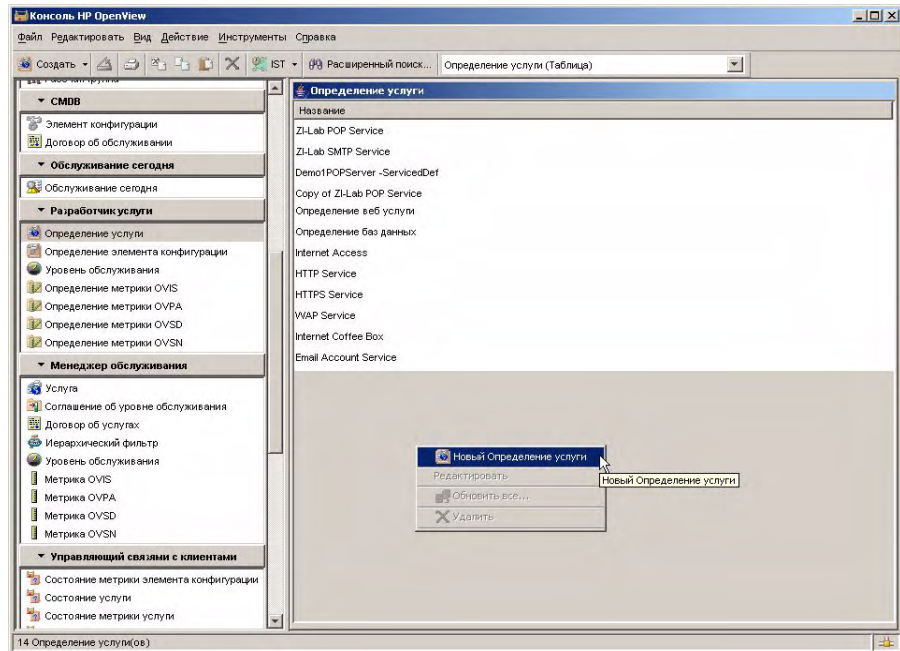 Консоль HP OpenView
Файл Редактировать Вид Действие Инструменты Справка
Создать IST Расширенный поиск... Определение услуги (Таблица)
CMDB
Элемент конфигурации
Договор об обслуживании
Обслуживание сегодня
Обслуживание сегодня
Разработчик услуги
Определение услуги
Определение элемента конфигурации
Уровень обслуживания
Определение метрики OVIS
Определение метрики OVPA
Определение метрики OVSD
Определение метрики OVSN
Менеджер обслуживания
Услуга
Соглашение об уровне обслуживания
Договор об услугах
Иерархический фильтр
Уровень обслуживания
Метрика OVIS
Метрика OVPA
Метрика OVSD
Метрика OVSN
Управляющий связями с клиентами
Состояние метрики элемента конфигурации
Состояние услуги
Состояние метрики услуги
Определение услуги
Название
ZI-Lab POP Service
ZI-Lab SMTP Service
Demo1POPServer -ServicedDef
Copy of ZI-Lab POP Service
Определение веб услуги
Определение баз данных
Internet Access
HTTP Service
HTTPS Service
WAP Service
Internet Coffee Box
Email Account Service
Новый Определение услуги
Редактировать
Обновить все...
Удалить
Новый Определение услуги
14 Определение услуги(ов)